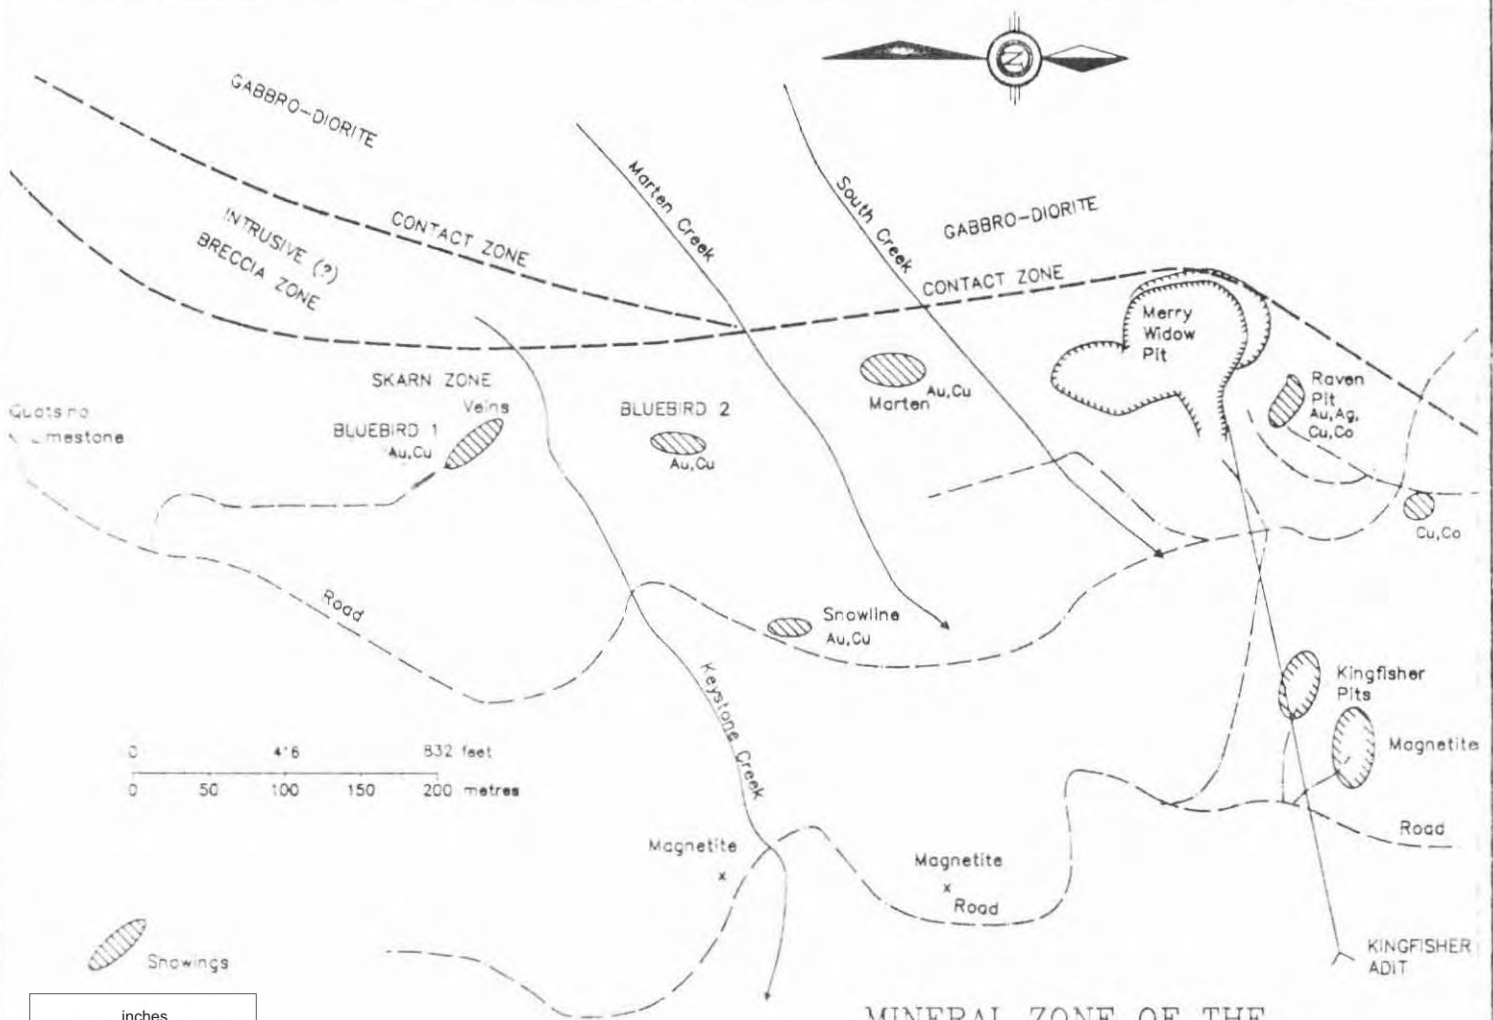 N
GABBRO-DIORITE
Marten Creek
South Creek
GABBRO-DIORITE
INTRUSIVE (?)
BRECCIA ZONE
CONTACT ZONE
CONTACT ZONE
Merry
Widow
Pit
SKARN ZONE
Veins
BLUEBIRD 1
Au,Cu
BLUEBIRD 2
Au,Cu
Au,Cu
Marten
Raven
Pit
Au,Ag,
Cu,Co
Limestone
Cu,Co
Road
Snowline
Au,Cu
Keystone Creek
Kingfisher
Pits
Magnetite
0 832 feet
0 50 100 150 200 metres
Road
Magnetite
x
Magnetite
x
Road
Showings
KINGFISHER
ADIT
inches
MINERAL ZONE OF THE